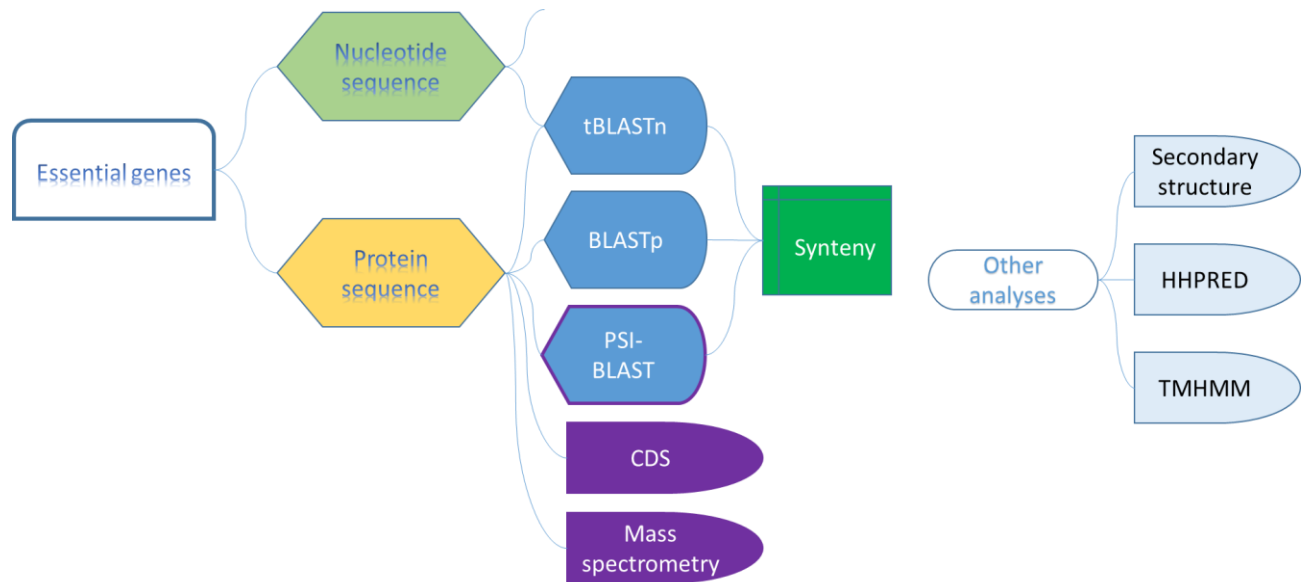 Essential genes
Nucleotide
sequence
Protein
sequence
tBLASTn
BLASTp
PSI-
BLAST
CDS
Mass
spectrometry
Synteny
Other
analyses
Secondary
structure
HHPRED
TMHMM